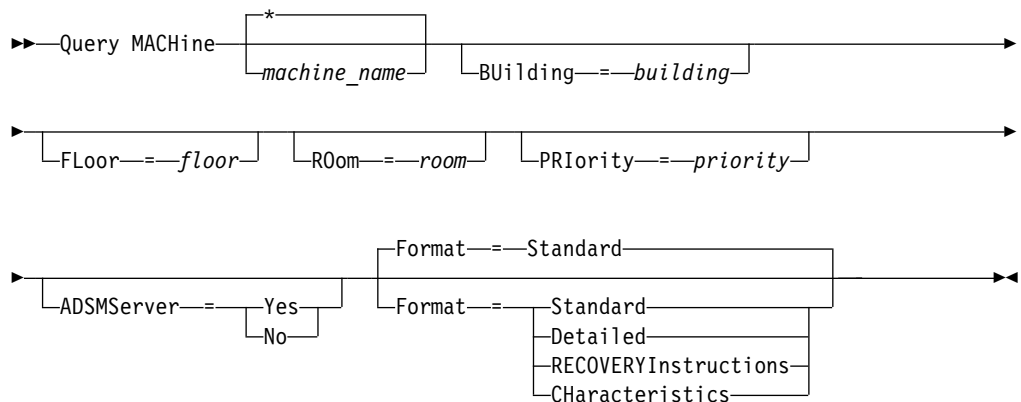 *
Query MACHine
machine_name
BUilding = building
FLoor = floor
ROom = room
PRIority = priority
Format = Standard
ADSMServer = Yes
No
Format = Standard
Detailed
RECOVERYInstructions
CHaracteristics